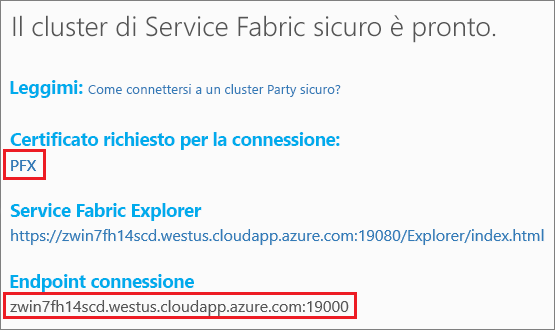 Il cluster di Service Fabric sicuro è pronto.
Leggimi: Come connettersi a un cluster Party sicuro?
Certificato richiesto per la connessione:
PFX
Service Fabric Explorer
https://zwin7fh14scd.westus.cloudapp.azure.com:19080/Explorer/index.html
Endpoint connessione
zwin7fh14scd.westus.cloudapp.azure.com:19000